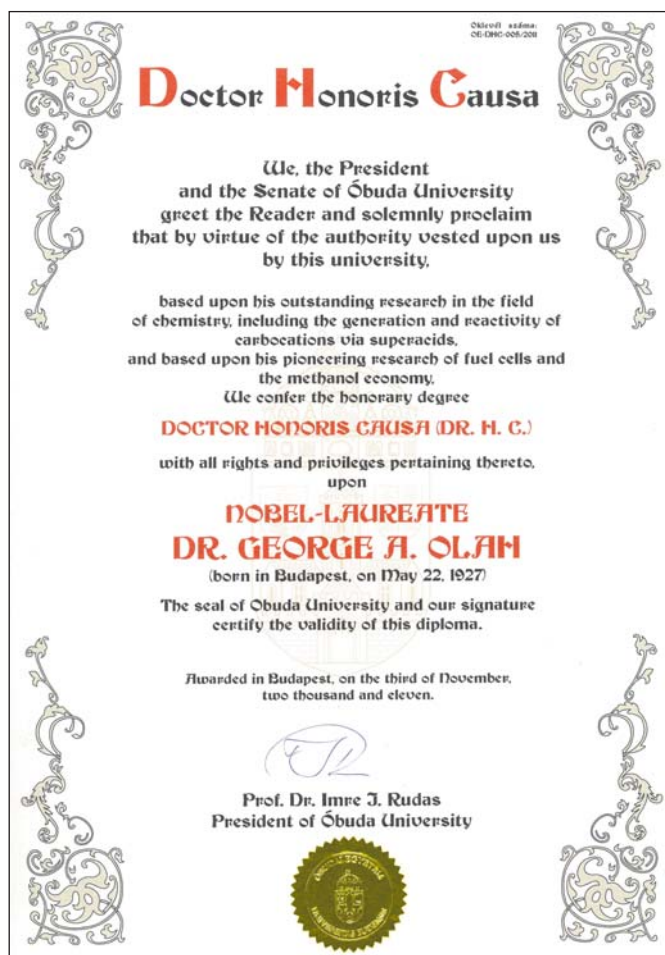 Oklevél száma:
OE-DHC-005/2011
Doctor Honoris Causa
We, the President
and the Senate of Óbuda University
greet the Reader and solemnly proclaim
that by virtue of the authority vested upon us
by this university,
based upon his outstanding research in the field
of chemistry, including the generation and reactivity of
carbocations via superacids,
and based upon his pioneering research of fuel cells and
the methanol economy,
We confer the honorary degree
DOCTOR HONORIS CAUSA (DR. H. C.)
with all rights and privileges pertaining thereto,
upon
NOBEL-LAUREATE
DR. GEORGE A. OLAH
(born in Budapest, on May 22, 1927)
The seal of Obuda University and our signature
certify the validity of this diploma.
Awarded in Budapest, on the third of November,
two thousand and eleven.
Prof. Dr. Imre J. Rudas
President of Óbuda University